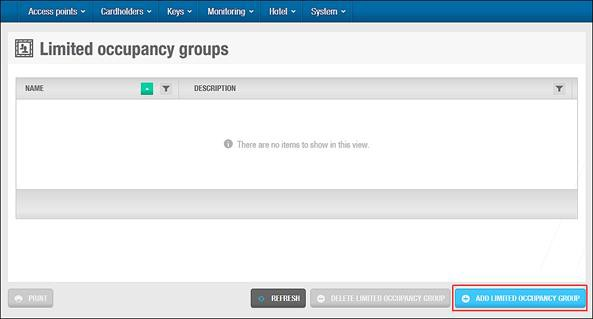 Access points Cardholders Keys Monitoring Hotel System
Limited occupancy groups
NAME DESCRIPTION
There are no items to show in this view.
PRINT REFRESH DELETE LIMITED OCCUPANCY GROUP ADD LIMITED OCCUPANCY GROUP